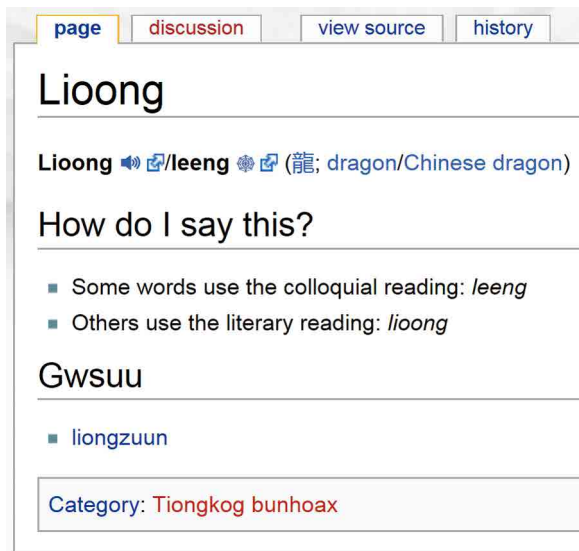 page discussion view source history
Lioong
Lioong /leeng (龍; dragon/Chinese dragon)
How do I say this?
Some words use the colloquial reading: leeng
Others use the literary reading: lioong
Gwsuu
liongzuun
Category: Tiongkog bunhoax